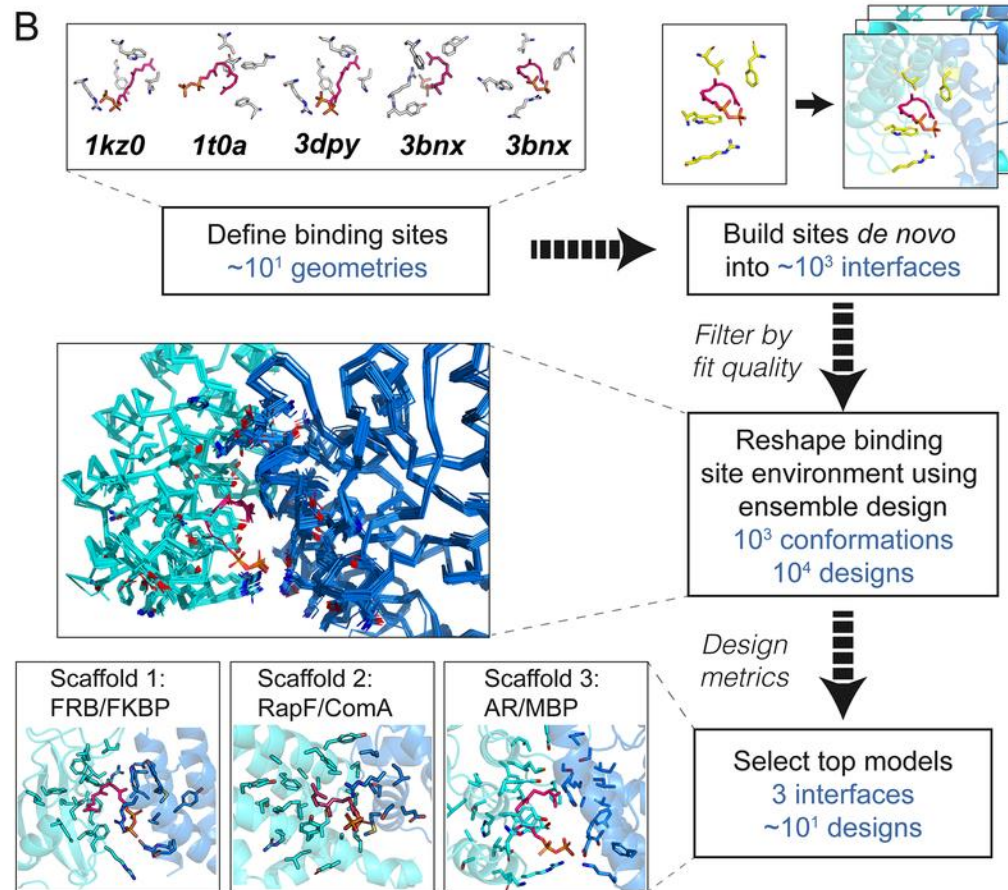 B
1kz0
1t0a
3dpy
3bnx
3bnx
Define binding sites
~10¹ geometries
Build sites de novo
into ~10³ interfaces
Filter by
fit quality
Reshape binding
site environment using
ensemble design
10³ conformations
10⁴ designs
Design
metrics
Scaffold 1:
FRB/FKBP
Scaffold 2:
RapF/ComA
Scaffold 3:
AR/MBP
Select top models
3 interfaces
~10¹ designs